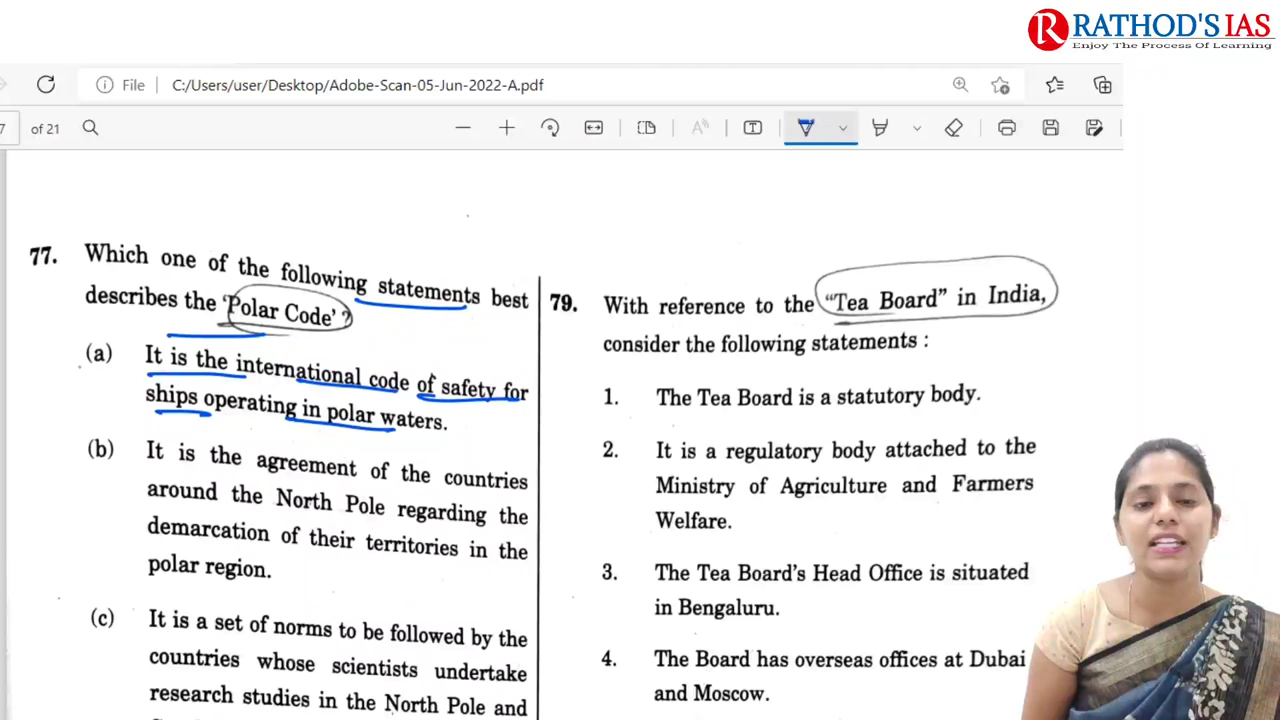 RATHOD'S IAS
Enjoy The Process Of Learning
File C:/Users/user/Desktop/Adobe-Scan-05-Jun-2022-A.pdf
7 of 21
77. Which one of the following statements best
describes the 'Polar Code'?
(a) It is the international code of safety for
ships operating in polar waters.
(b) It is the agreement of the countries
around the North Pole regarding the
demarcation of their territories in the
polar region.
(c) It is a set of norms to be followed by the
countries whose scientists undertake
research studies in the North Pole and
79. With reference to the "Tea Board" in India,
consider the following statements :
1. The Tea Board is a statutory body.
2. It is a regulatory body attached to the
Ministry of Agriculture and Farmers
Welfare.
3. The Tea Board's Head Office is situated
in Bengaluru.
4. The Board has overseas offices at Dubai
and Moscow.